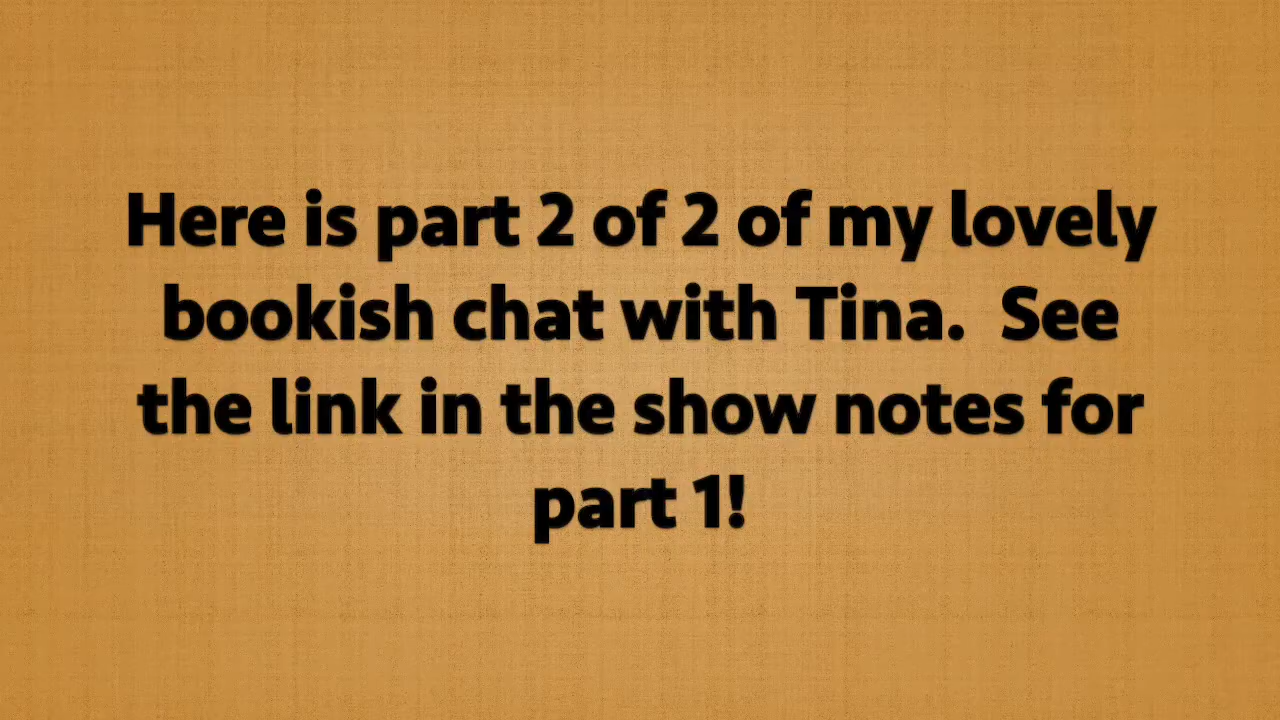 Here is part 2 of 2 of my lovely
bookish chat with Tina.  See
the link in the show notes for
part 1!